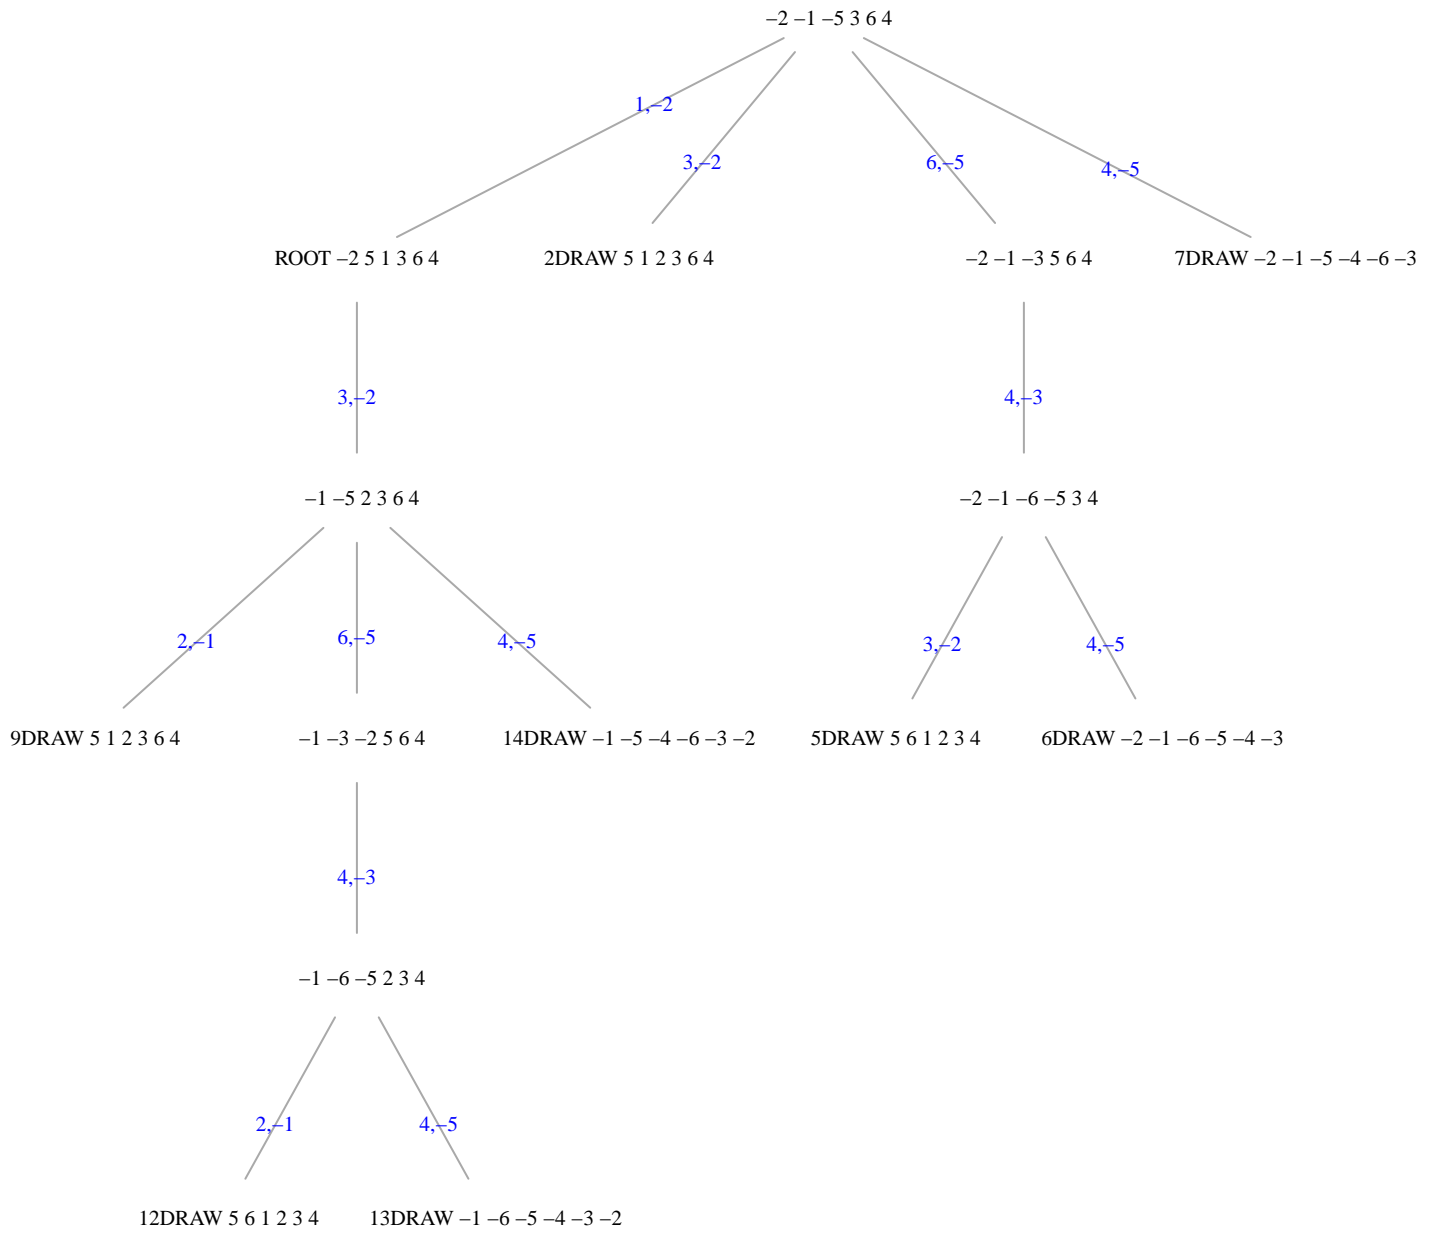 –2 –1 –5 3 6 4
1,–2
3,–2
6,–5
4,–5
ROOT –2 5 1 3 6 4
2DRAW 5 1 2 3 6 4
–2 –1 –3 5 6 4
7DRAW –2 –1 –5 –4 –6 –3
3,–2
4,–3
–1 –5 2 3 6 4
–2 –1 –6 –5 3 4
2,–1
6,–5
4,–5
3,–2
4,–5
9DRAW 5 1 2 3 6 4
–1 –3 –2 5 6 4
14DRAW –1 –5 –4 –6 –3 –2
5DRAW 5 6 1 2 3 4
6DRAW –2 –1 –6 –5 –4 –3
4,–3
–1 –6 –5 2 3 4
2,–1
4,–5
12DRAW 5 6 1 2 3 4
13DRAW –1 –6 –5 –4 –3 –2